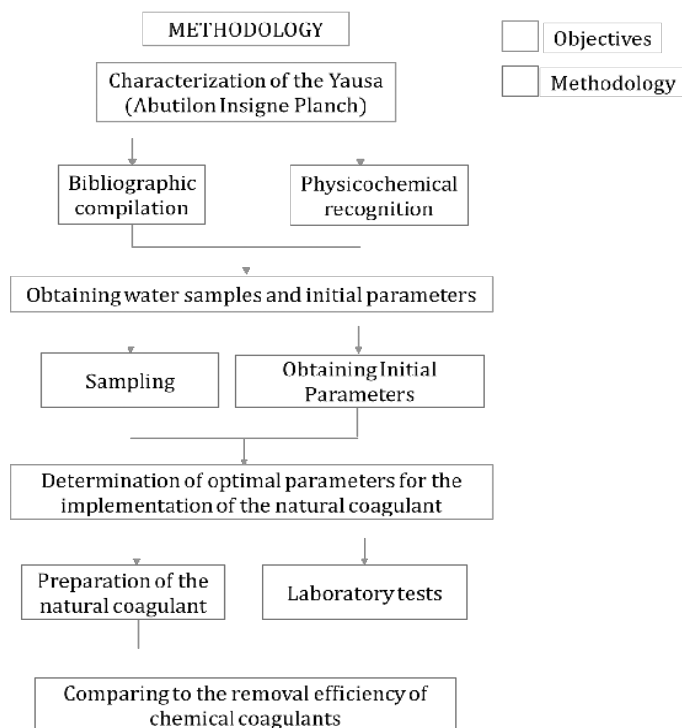 METHODOLOGY
Objectives
Methodology
Characterization of the Yausa
(Abutilon Insigne Planch)
Bibliographic
compilation
Physicochemical
recognition
Obtaining water samples and initial parameters
Sampling
Obtaining Initial
Parameters
Determination of optimal parameters for the
implementation of the natural coagulant
Preparation of the
natural coagulant
Laboratory tests
Comparing to the removal efficiency of
chemical coagulants